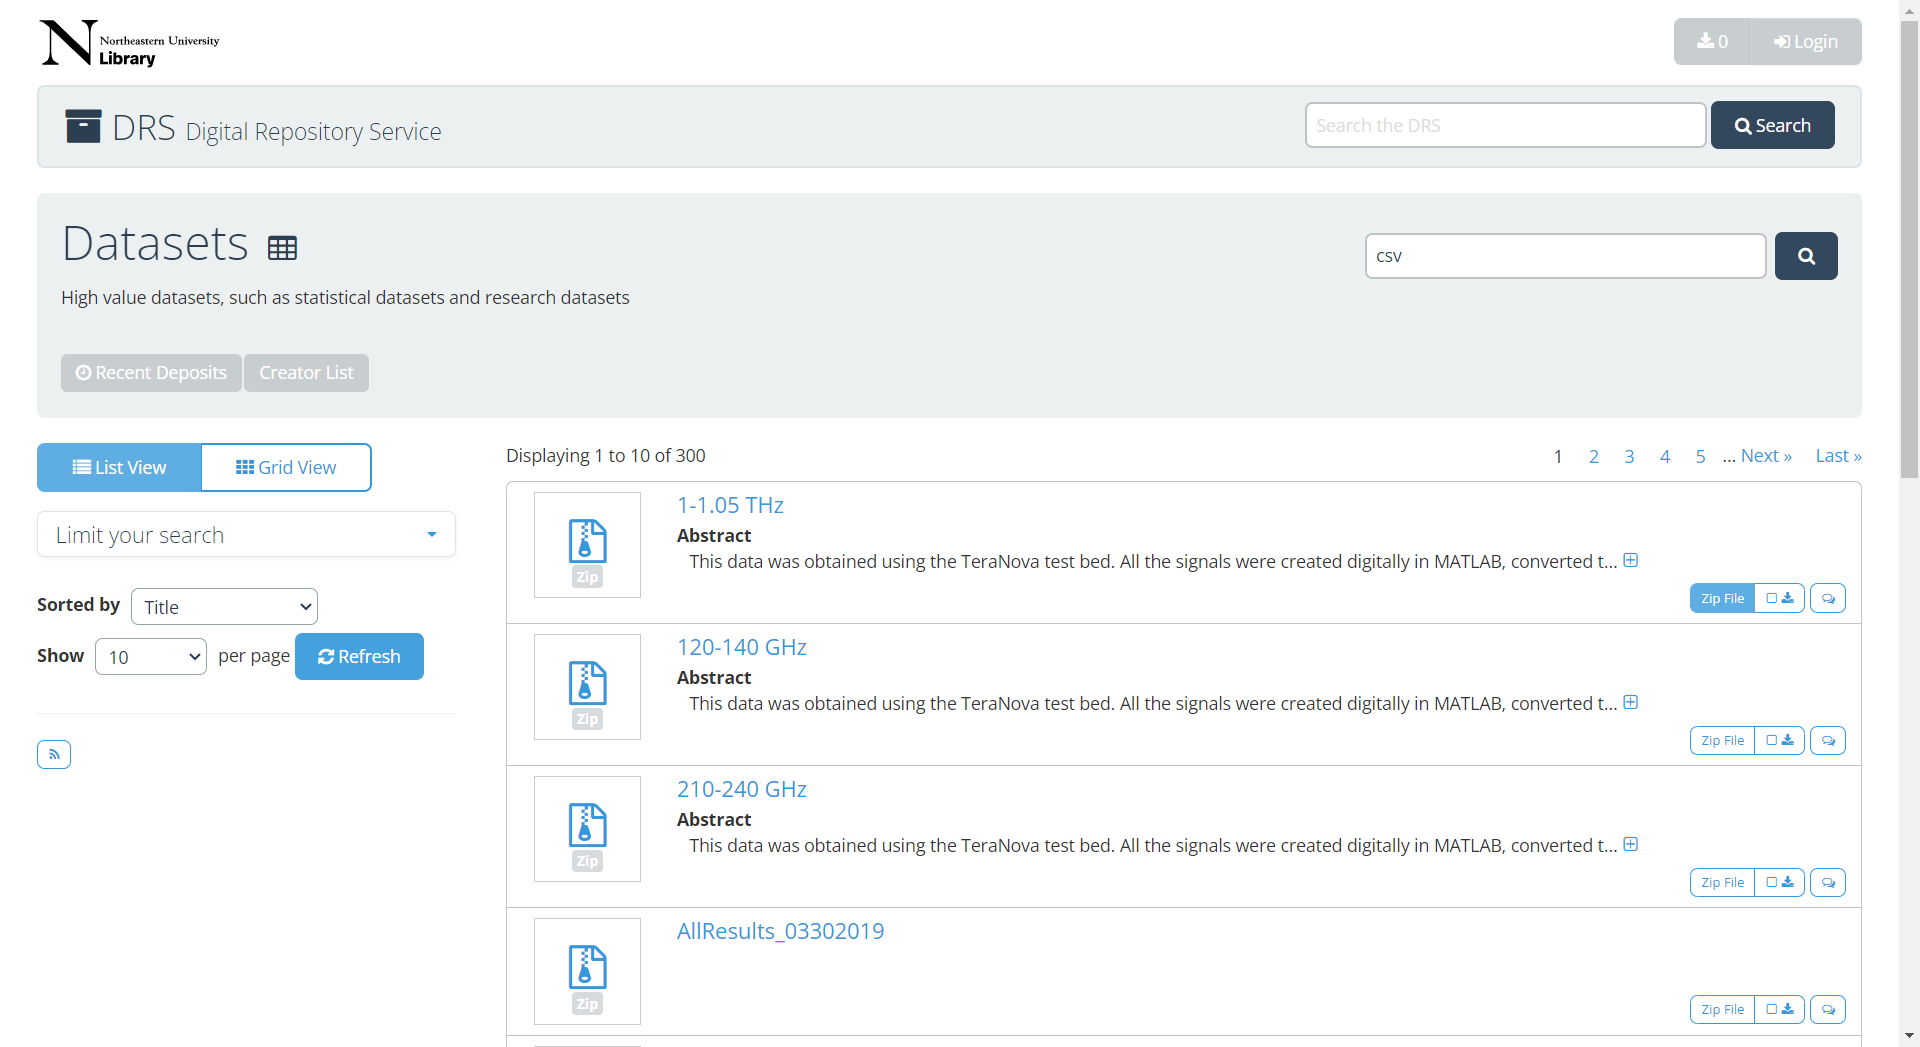 N Northeastern University
Library
0 Login
DRS Digital Repository Service
Search the DRS
Search
Datasets
csv
High value datasets, such as statistical datasets and research datasets
Recent Deposits Creator List
List View Grid View
Limit your search
Sorted by Title
Show 10 per page Refresh
Displaying 1 to 10 of 300
1 2 3 4 5 ... Next » Last »
Zip
1-1.05 THz
Abstract
This data was obtained using the TeraNova test bed. All the signals were created digitally in MATLAB, converted t...
Zip File
Zip
120-140 GHz
Abstract
This data was obtained using the TeraNova test bed. All the signals were created digitally in MATLAB, converted t...
Zip File
Zip
210-240 GHz
Abstract
This data was obtained using the TeraNova test bed. All the signals were created digitally in MATLAB, converted t...
Zip File
Zip
AllResults_03302019
Zip File